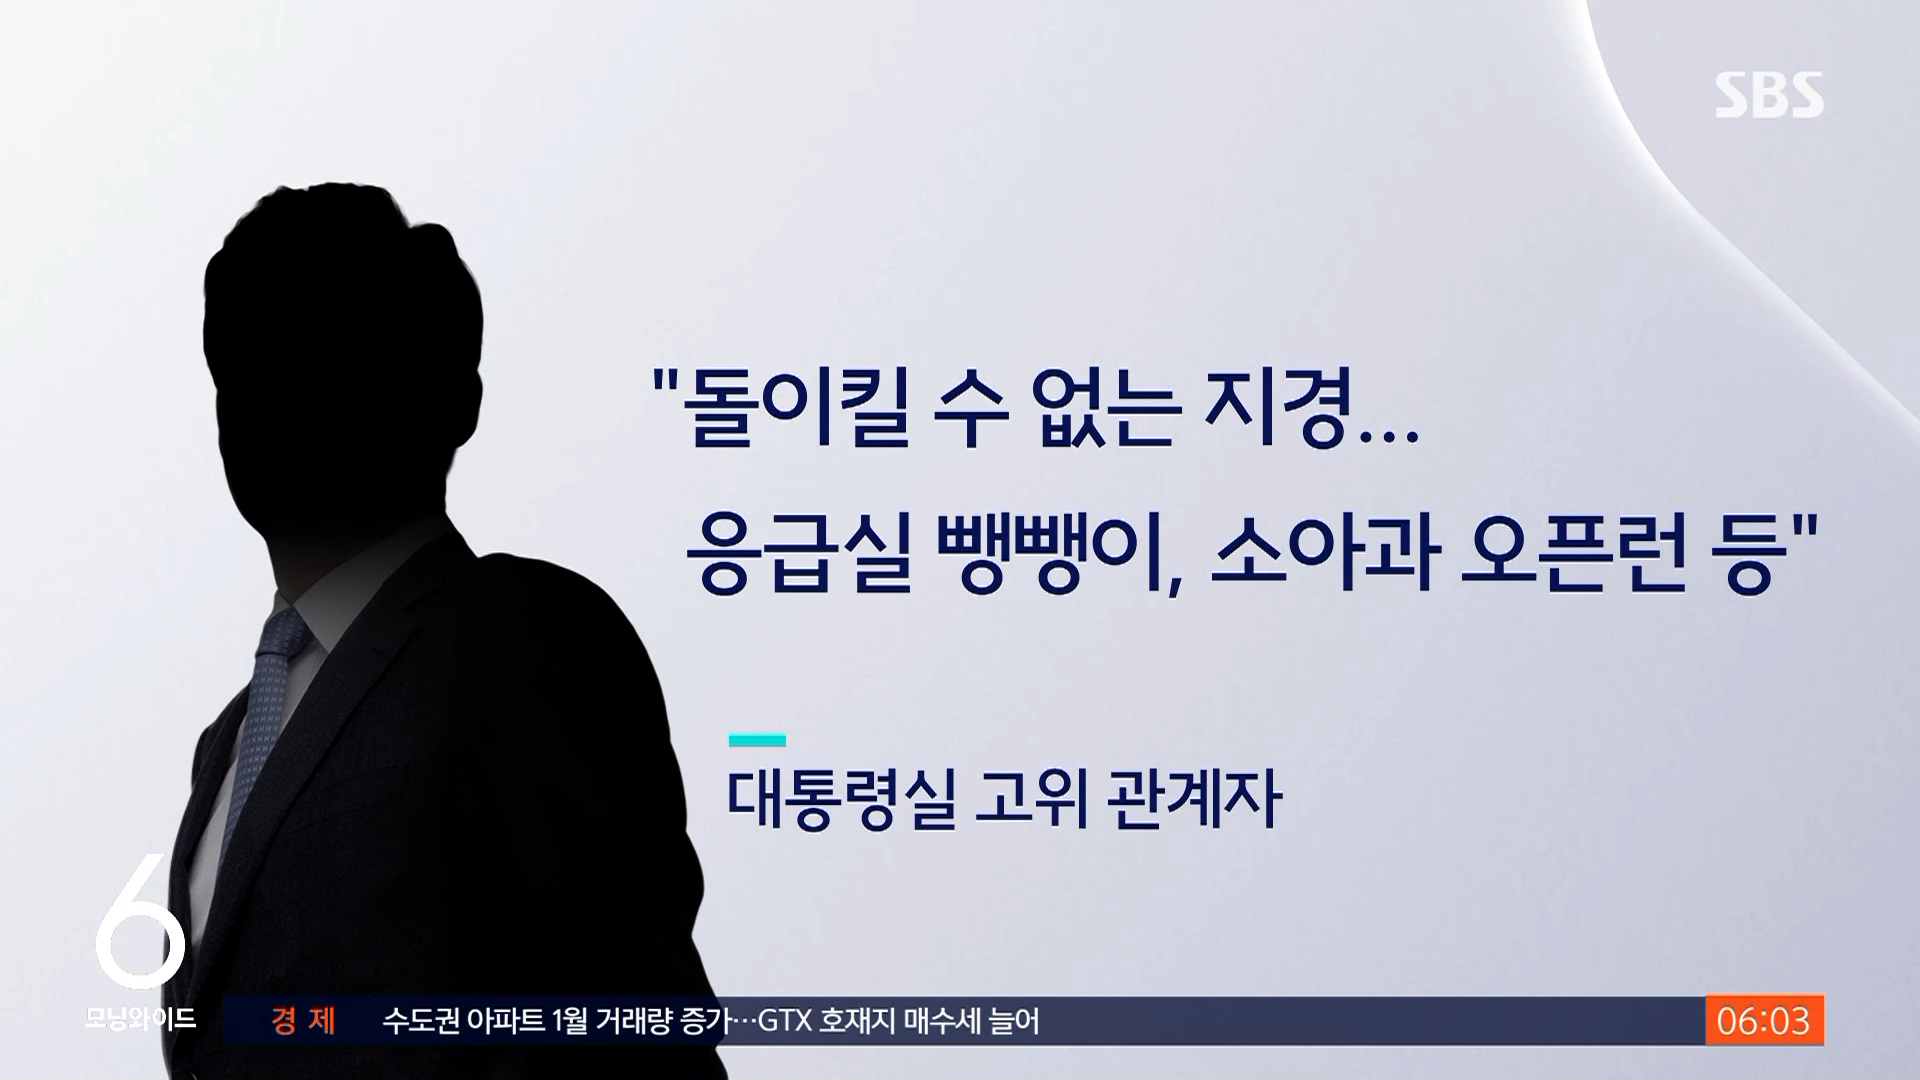 SBS
"돌이킬 수 없는 지경...
응급실 뺑뺑이, 소아과 오픈런 등"
대통령실 고위 관계자
6
모닝와이드
경제 수도권 아파트 1월 거래량 증가…GTX 호재지 매수세 늘어
06:03